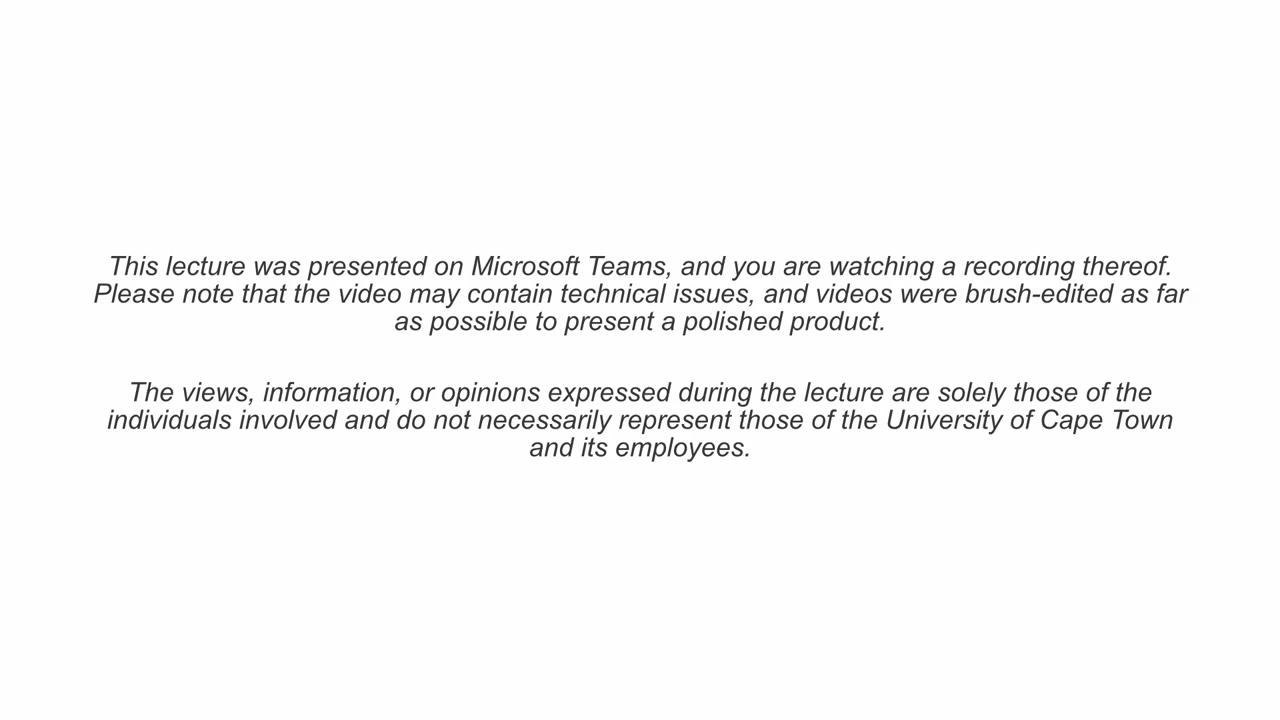 This lecture was presented on Microsoft Teams, and you are watching a recording thereof.
Please note that the video may contain technical issues, and videos were brush-edited as far
as possible to present a polished product.
The views, information, or opinions expressed during the lecture are solely those of the
individuals involved and do not necessarily represent those of the University of Cape Town
and its employees.